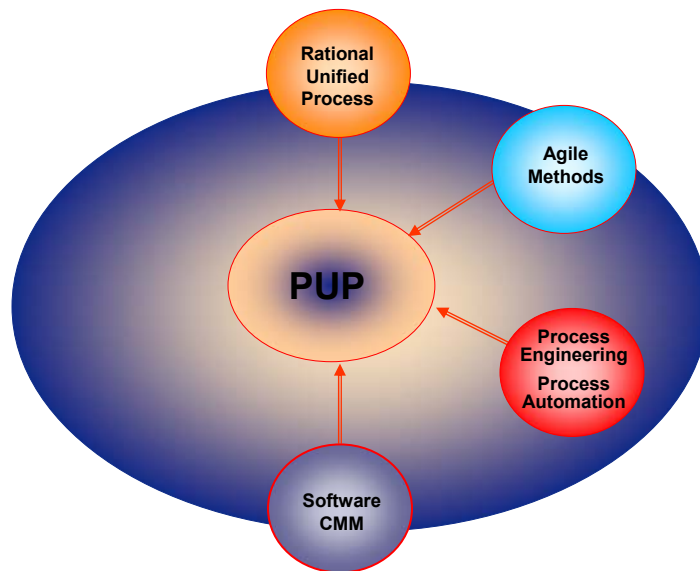 Rational
Unified
Process
Agile
Methods
PUP
Process
Engineering
Process
Automation
Software
CMM